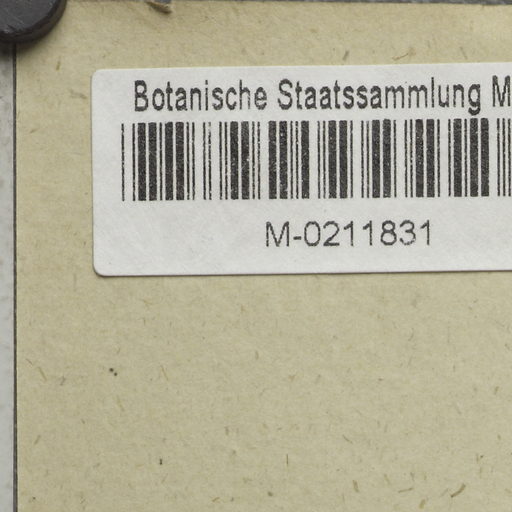 Botanische Staatssammlung M
M-0211831